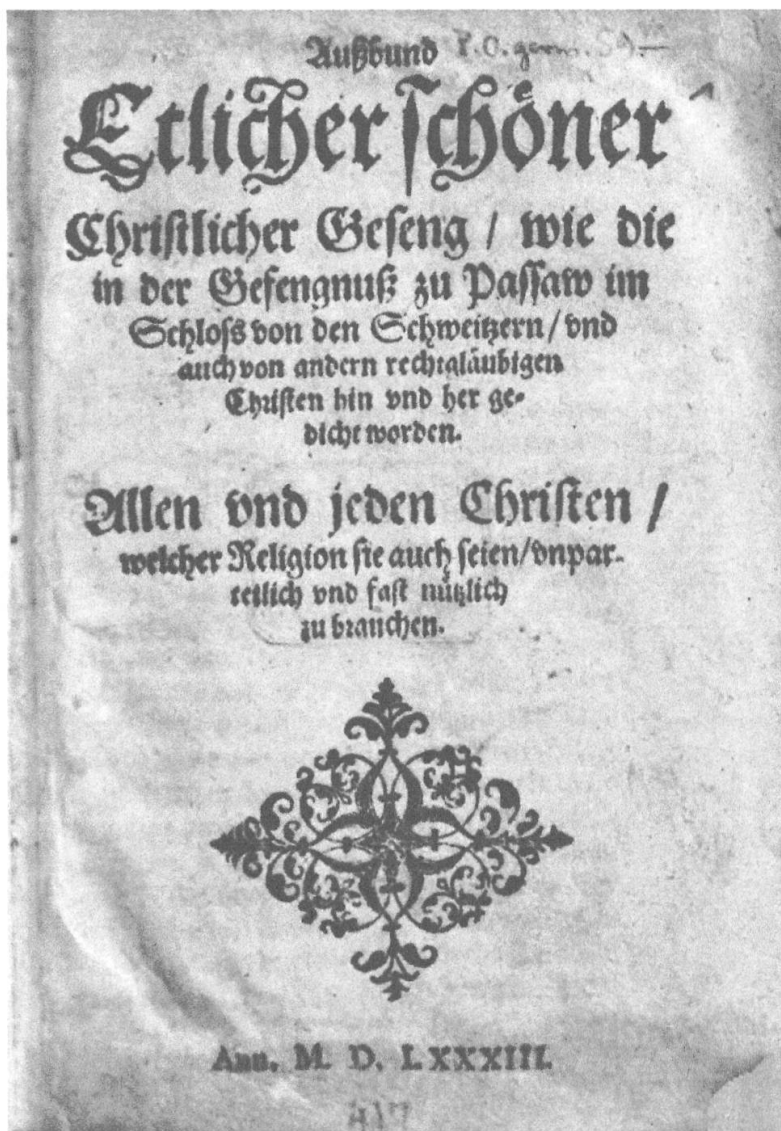 Außbund P.O. germ.
Etlicher schöner
Christlicher Geseng / wie die
in der Gefengnuß zu Passaw im
Schloss von den Schweitzern / vnd
auch von andern rechtgläubigen
Christen hin vnd her ge-
dicht worden.
Allen vnd jeden Christen /
welcher Religion sie auch seien / vnpar-
teilich vnd fast nützlich
zu brauchen.
Ann. M. D. LXXXIII.